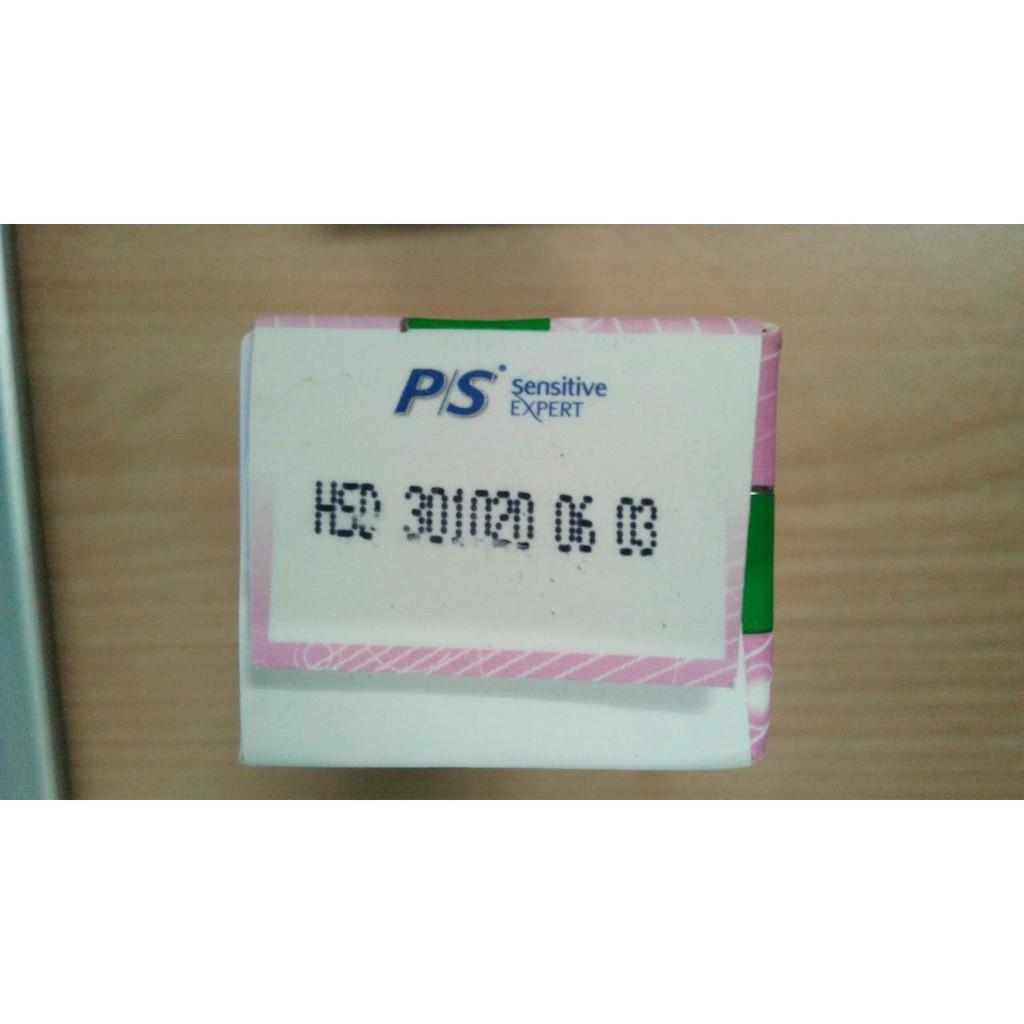 P/S Sensitive
EXPERT
HSD 301020 06 03